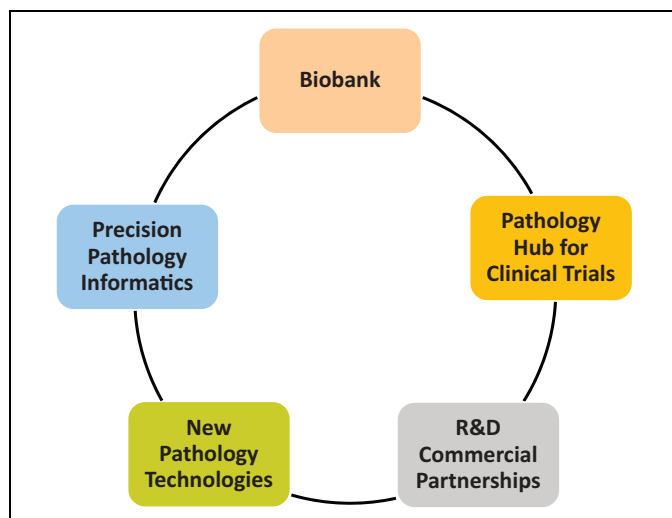 Biobank
Pathology
Hub for
Clinical Trials
R&D
Commercial
Partnerships
New
Pathology
Technologies
Precision
Pathology
Informatics